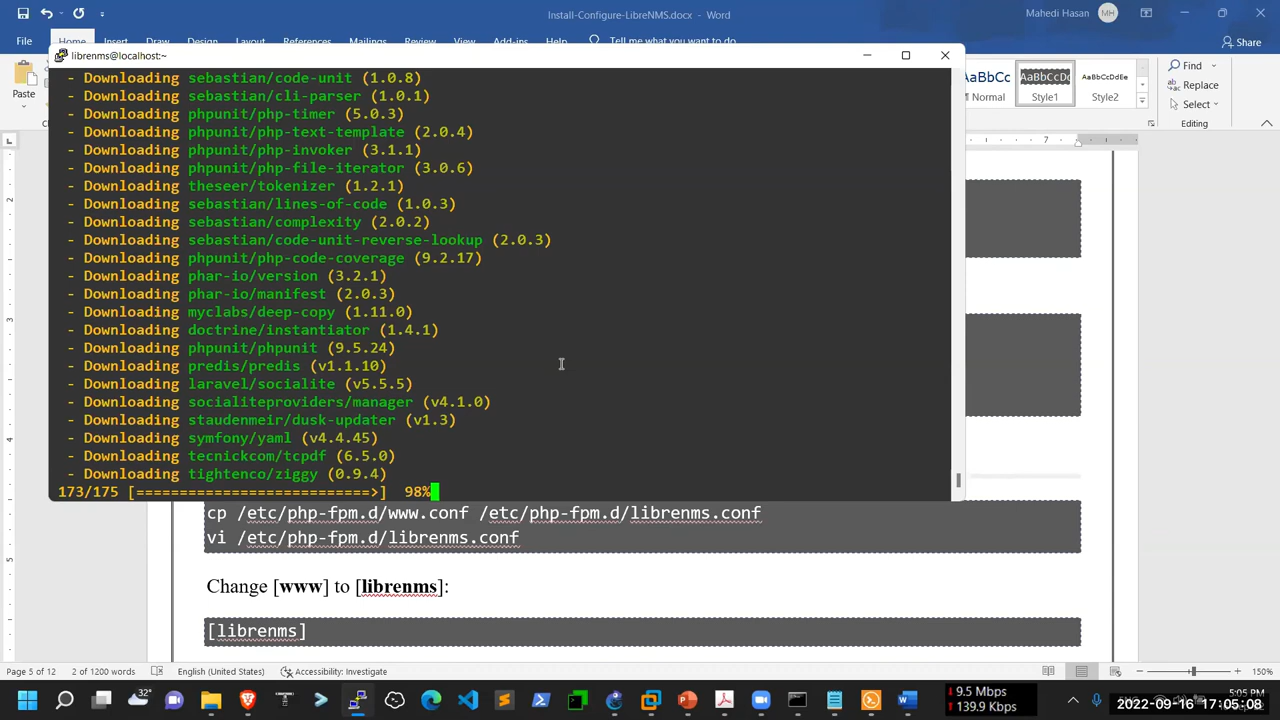 Install-Configure-LibreNMS.docx - Word
Mahedi Hasan MH
File Home Insert Draw Design Layout References Mailings Review View Add-ins Help Tell me what you want to do Share
librenms@localhost:~
Paste
AaBbCc AaBbCcDc AaBbCcDdEe
¶ Normal Style1 Style2
Find
Replace
Select
Editing
- Downloading sebastian/code-unit (1.0.8)
- Downloading sebastian/cli-parser (1.0.1)
- Downloading phpunit/php-timer (5.0.3)
- Downloading phpunit/php-text-template (2.0.4)
- Downloading phpunit/php-invoker (3.1.1)
- Downloading phpunit/php-file-iterator (3.0.6)
- Downloading theseer/tokenizer (1.2.1)
- Downloading sebastian/lines-of-code (1.0.3)
- Downloading sebastian/complexity (2.0.2)
- Downloading sebastian/code-unit-reverse-lookup (2.0.3)
- Downloading phpunit/php-code-coverage (9.2.17)
- Downloading phar-io/version (3.2.1)
- Downloading phar-io/manifest (2.0.3)
- Downloading myclabs/deep-copy (1.11.0)
- Downloading doctrine/instantiator (1.4.1)
- Downloading phpunit/phpunit (9.5.24)
- Downloading predis/predis (v1.1.10)
- Downloading laravel/socialite (v5.5.5)
- Downloading socialiteproviders/manager (v4.1.0)
- Downloading staudenmeir/dusk-updater (v1.3)
- Downloading symfony/yaml (v4.4.45)
- Downloading tecnickcom/tcpdf (6.5.0)
- Downloading tightenco/ziggy (0.9.4)
173/175 [===========================>] 98%
cp /etc/php-fpm.d/www.conf /etc/php-fpm.d/librenms.conf
vi /etc/php-fpm.d/librenms.conf
Change [www] to [librenms]:
[librenms]
Page 5 of 12 2 of 1200 words English (United States) Accessibility: Investigate 150%
32°
9.5 Mbps
139.9 Kbps
5:05 PM
2022-09-16 17:05:08